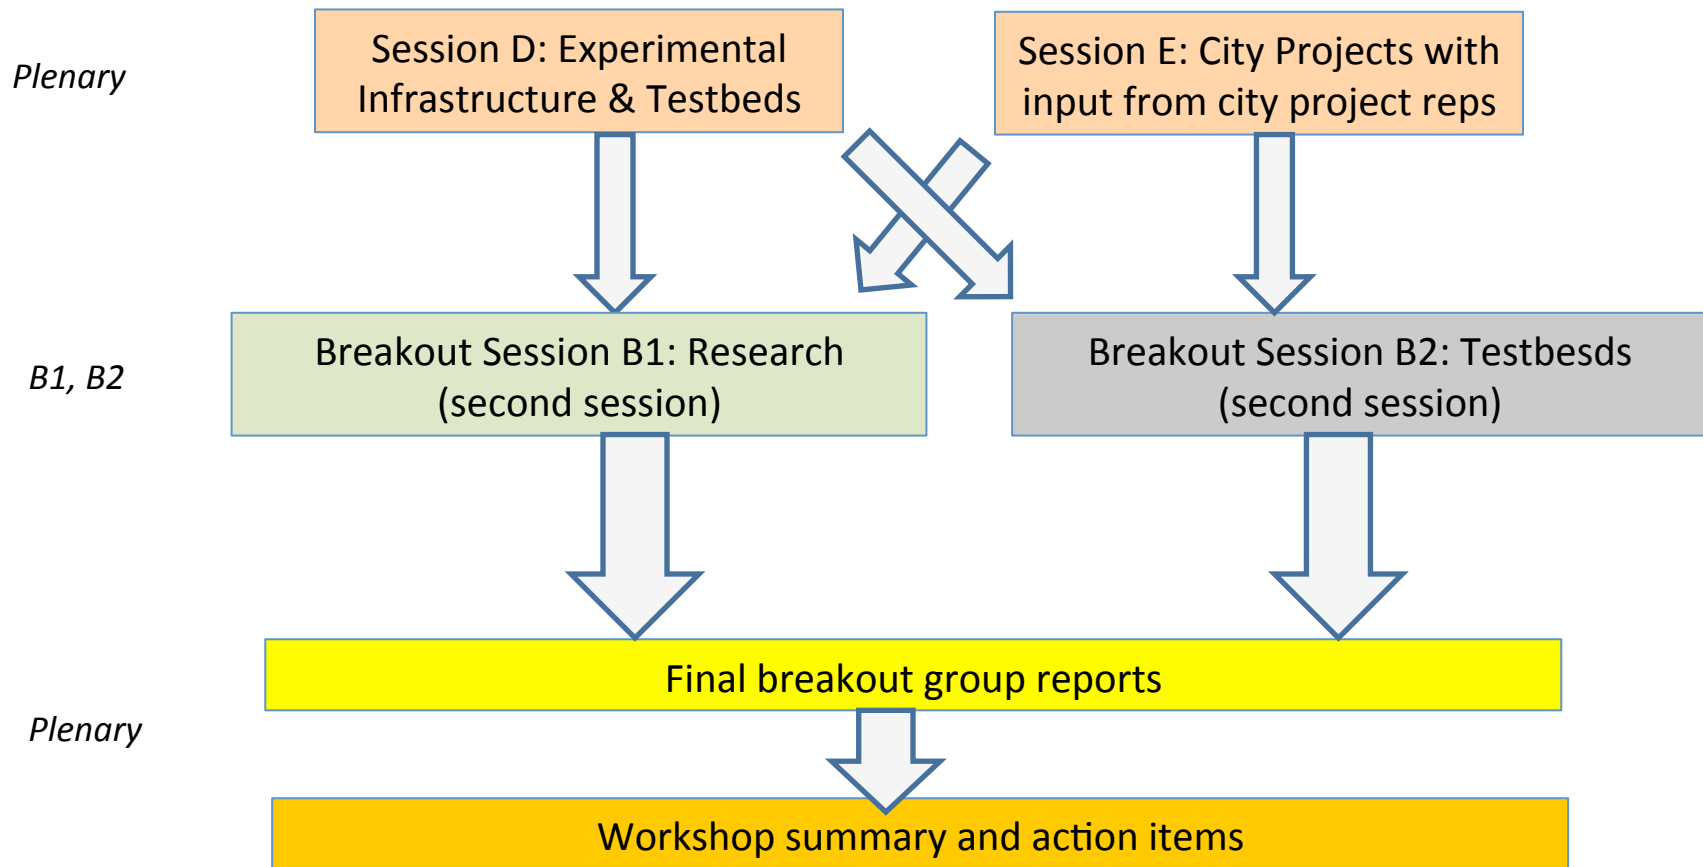 Plenary
Session D: Experimental
Infrastructure & Testbeds
Session E: City Projects with
input from city project reps
B1, B2
Breakout Session B1: Research
(second session)
Breakout Session B2: Testbesds
(second session)
Plenary
Final breakout group reports
Workshop summary and action items